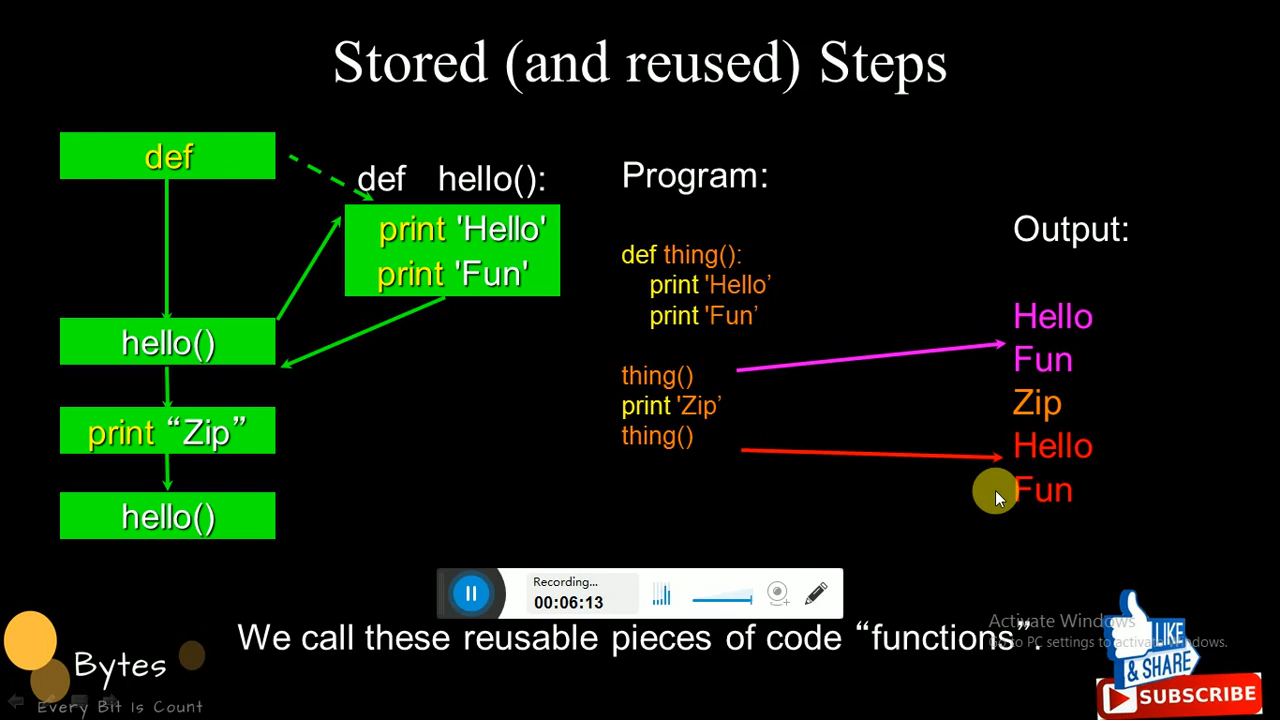 Stored (and reused) Steps
def
hello()
print “Zip”
hello()
def hello():
print 'Hello'
print 'Fun'
Program:
def thing():
print 'Hello’
print 'Fun’
thing()
print 'Zip’
thing()
Output:
Hello
Fun
Zip
Hello
Fun
Recording...
00:06:13
We call these reusable pieces of code “functions”.
Activate Windows
Go to PC settings to activate Windows.
LIKE
& SHARE
SUBSCRIBE
Bytes
Every Bit Is Count